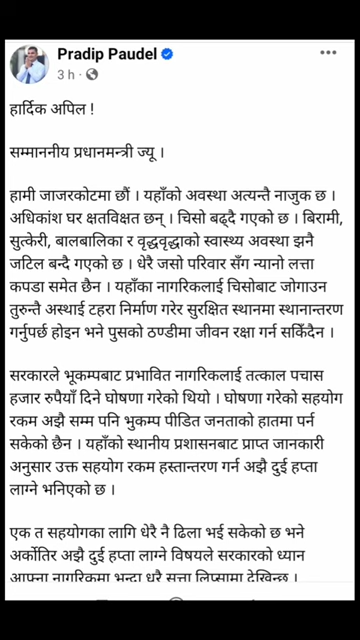 Pradip Paudel
3 h ·
हार्दिक अपिल !
सम्माननीय प्रधानमन्त्री ज्यू ।
हामी जाजरकोटमा छौं । यहाँको अवस्था अत्यन्तै नाजुक छ ।
अधिकांश घर क्षतविक्षत छन् । चिसो बढ्दै गएको छ । बिरामी,
सुत्केरी, बालबालिका र वृद्धवृद्धाको स्वास्थ्य अवस्था झनै
जटिल बन्दै गएको छ । धेरै जसो परिवार सँग न्यानो लत्ता
कपडा समेत छैन । यहाँका नागरिकलाई चिसोबाट जोगाउन
तुरुन्तै अस्थाई टहरा निर्माण गरेर सुरक्षित स्थानमा स्थानान्तरण
गर्नुपर्छ होइन भने पुसको ठण्डीमा जीवन रक्षा गर्न सकिँदैन ।
सरकारले भूकम्पबाट प्रभावित नागरिकलाई तत्काल पचास
हजार रुपैयाँ दिने घोषणा गरेको थियो । घोषणा गरेको सहयोग
रकम अझै सम्म पनि भुकम्प पीडित जनताको हातमा पर्न
सकेको छैन । यहाँको स्थानीय प्रशासनबाट प्राप्त जानकारी
अनुसार उक्त सहयोग रकम हस्तान्तरण गर्न अझै दुई हप्ता
लाग्ने भनिएको छ ।
एक त सहयोगका लागि धेरै नै ढिला भई सकेको छ भने
अर्कोतिर अझै दुई हप्ता लाग्ने विषयले सरकारको ध्यान
आफ्ना नागरिकमा भन्दा धेरै सत्ता लिप्सामा देखिन्छ ।